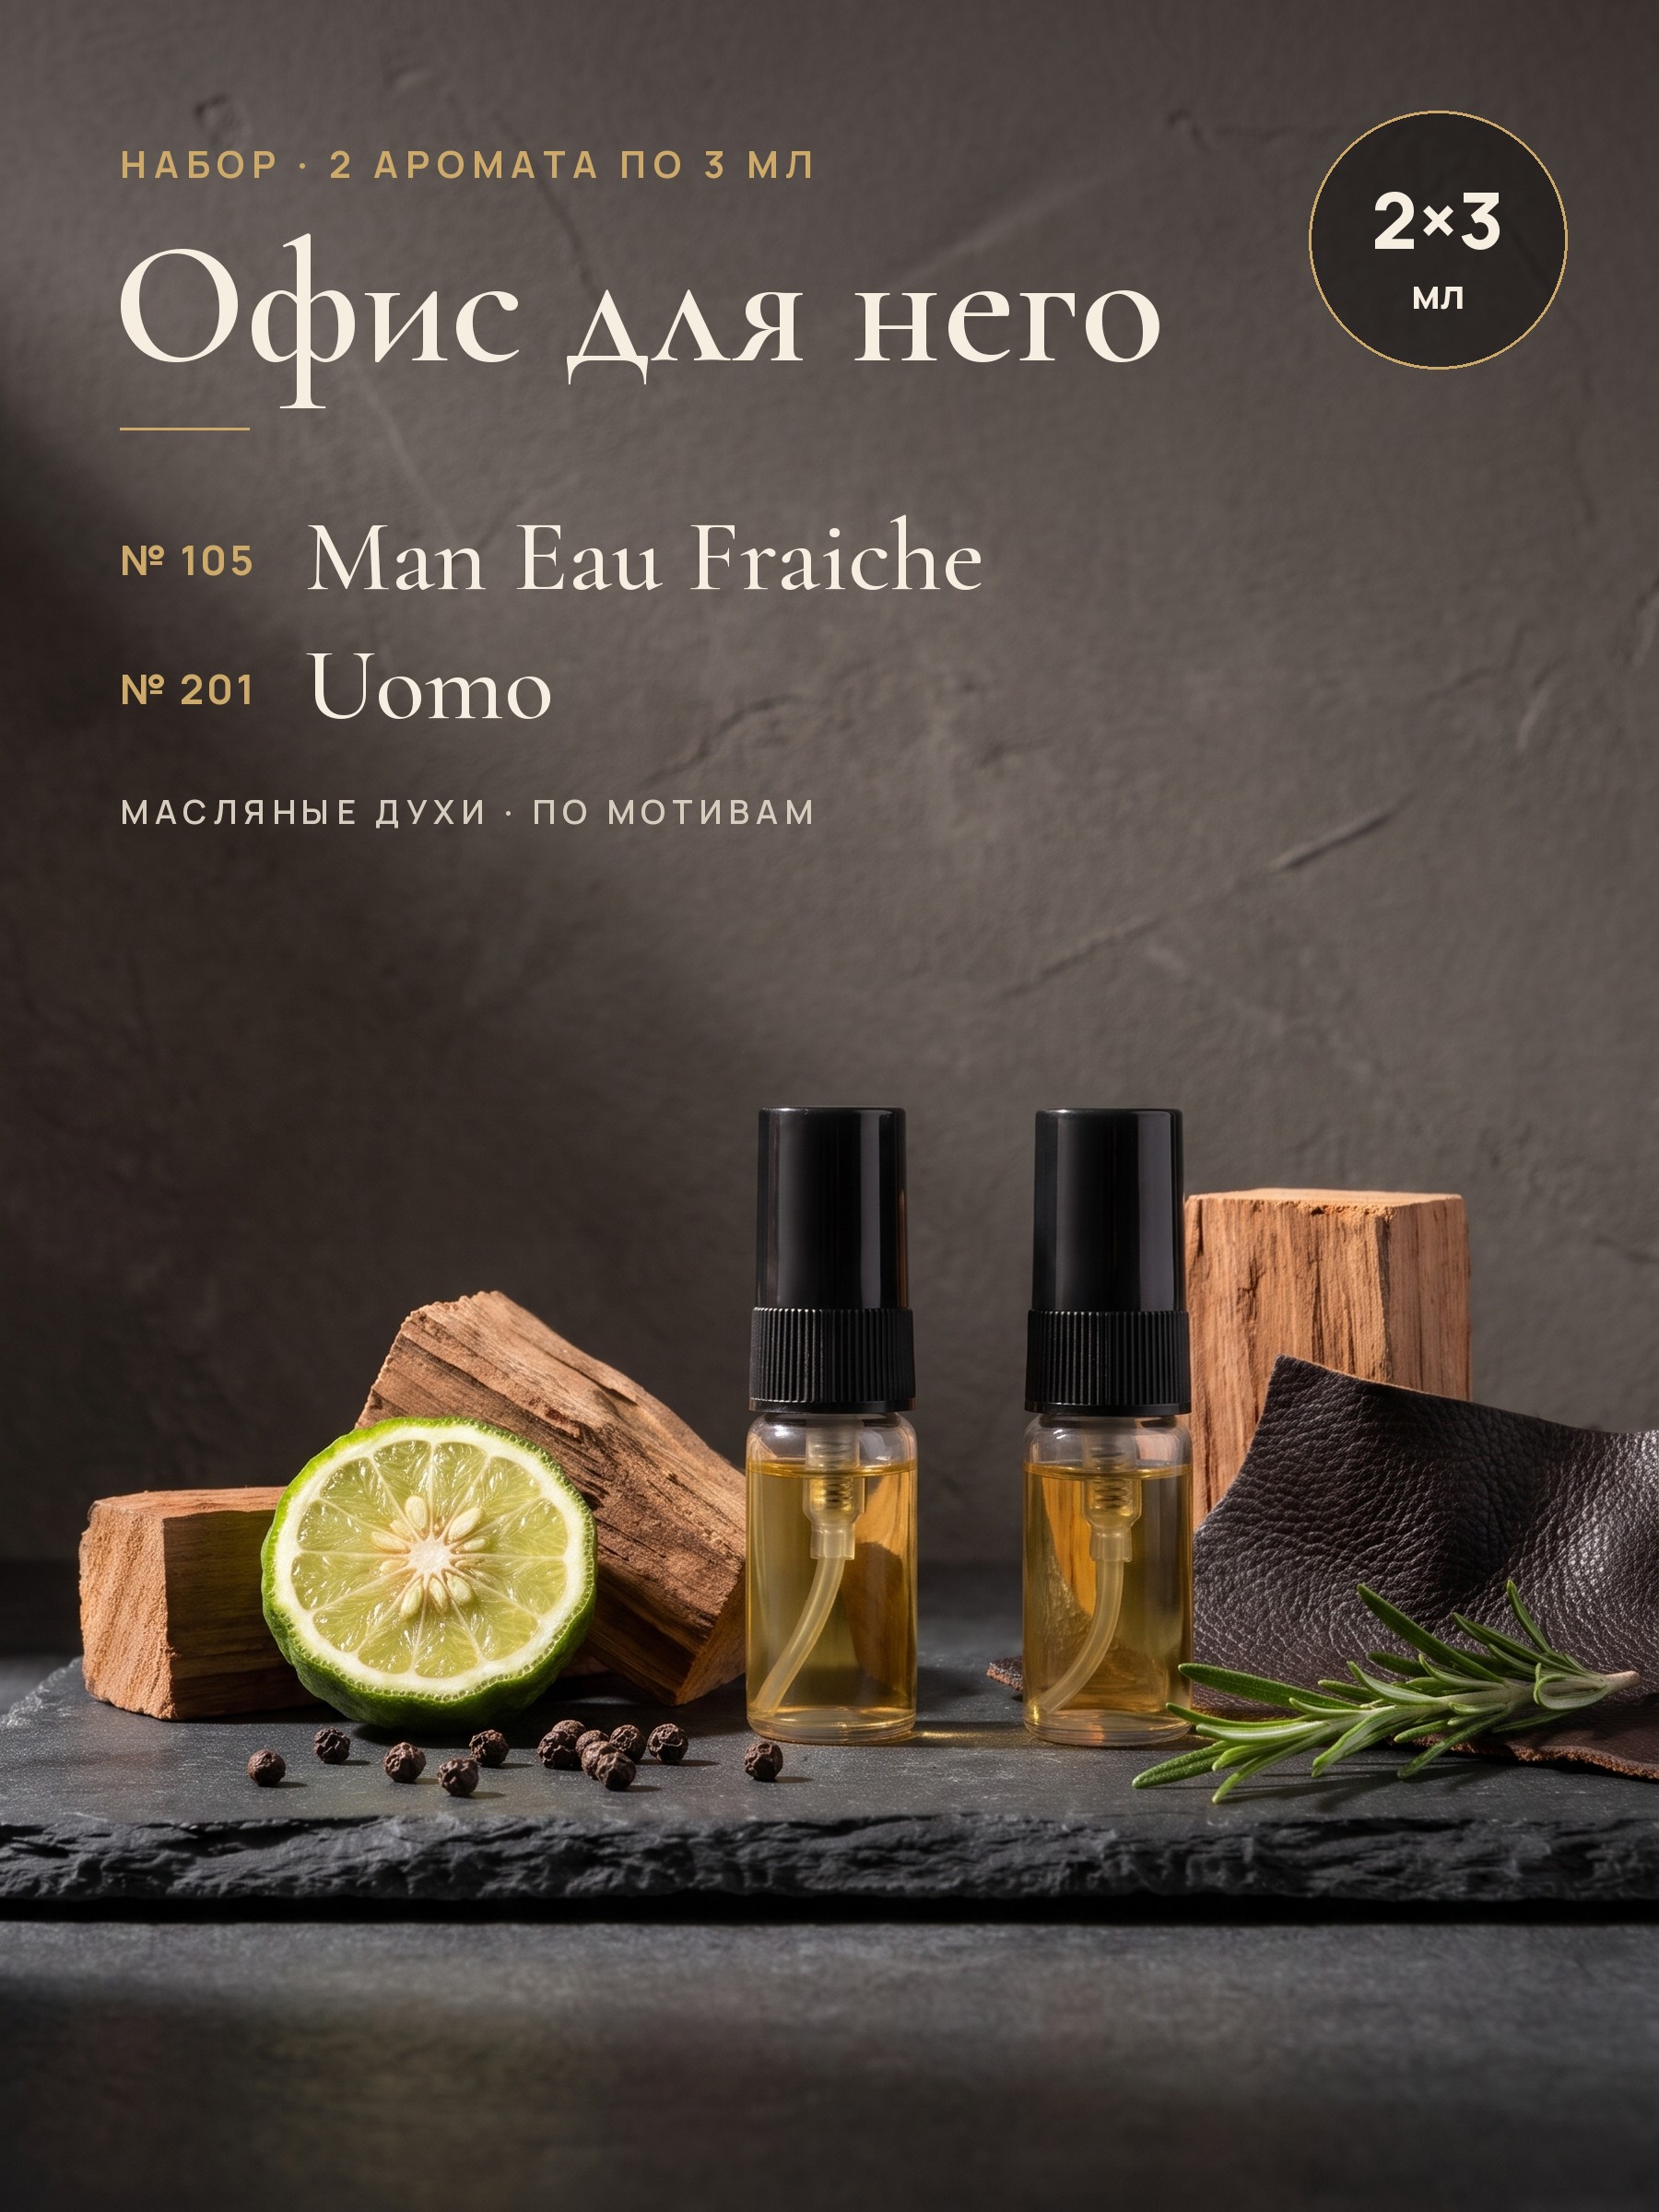 НАБОР · 2 АРОМАТА ПО 3 МЛ
Офис для него
2×3
мл
№ 105 Man Eau Fraiche
№ 201 Uomo
МАСЛЯНЫЕ ДУХИ · ПО МОТИВАМ